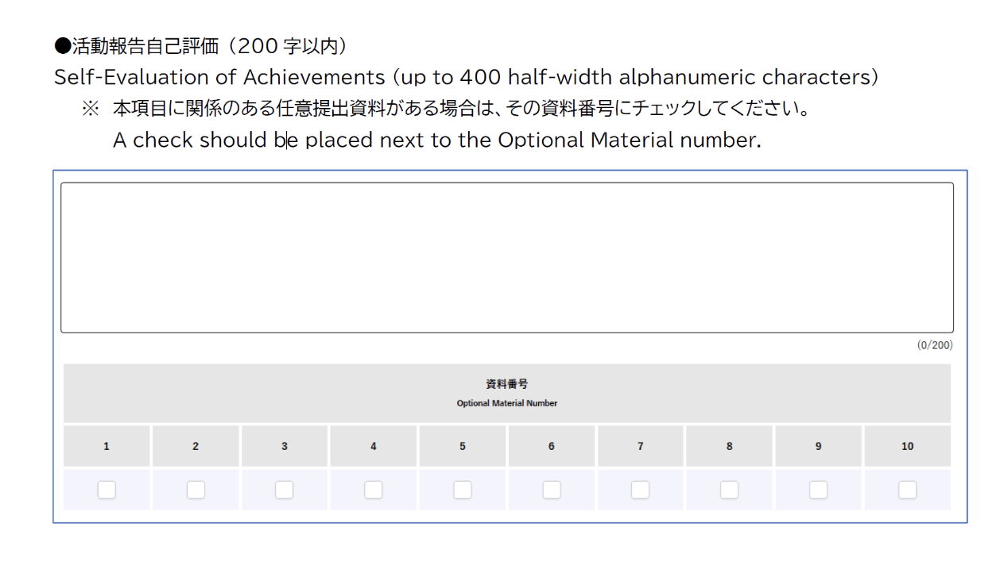 ●活動報告自己評価（200字以内）
Self-Evaluation of Achievements (up to 400 half-width alphanumeric characters)
※ 本項目に関係のある任意提出資料がある場合は、その資料番号にチェックしてください。
A check should be placed next to the Optional Material number.
(0/200)
資料番号
Optional Material Number
1 2 3 4 5 6 7 8 9 10